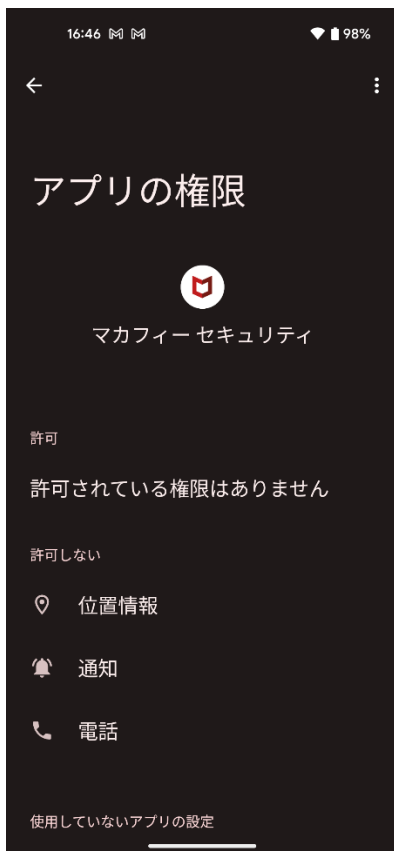 16:46 98%
アプリの権限
マカフィー セキュリティ
許可
許可されている権限はありません
許可しない
位置情報
通知
電話
使用していないアプリの設定